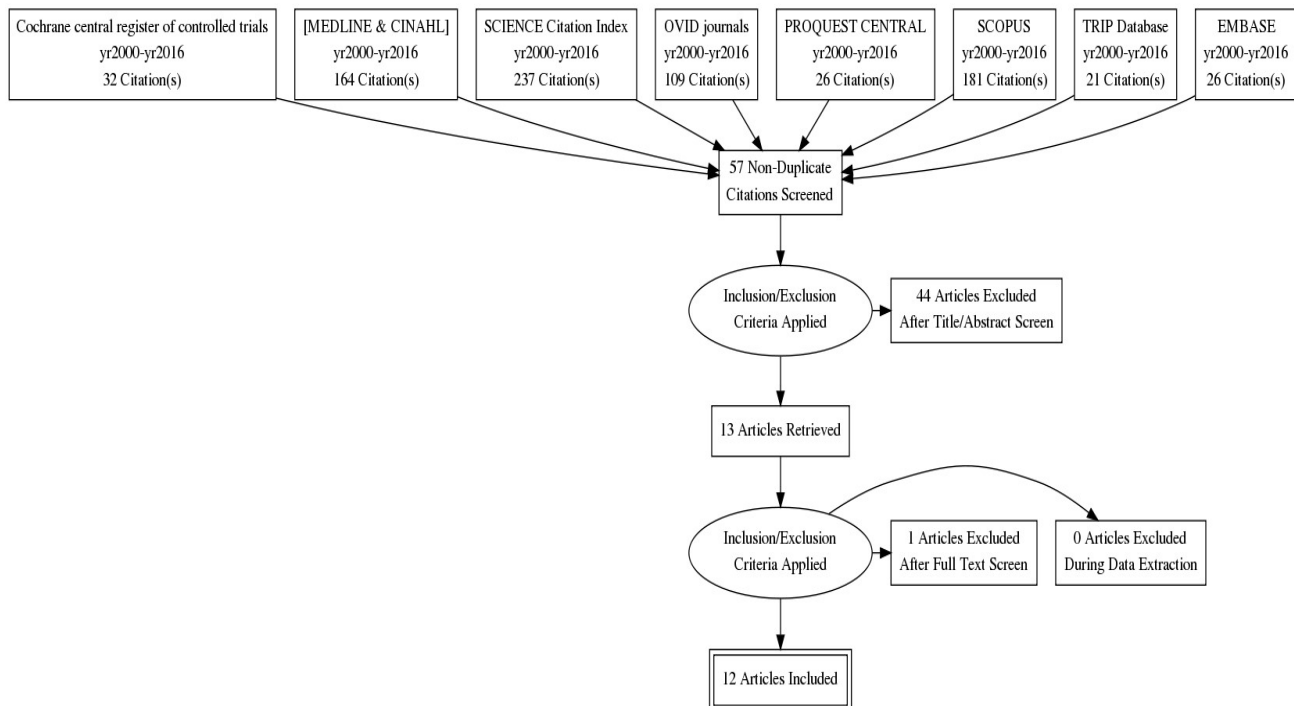 Cochrane central register of controlled trials
yr2000-yr2016
32 Citation(s)
[MEDLINE & CINAHL]
yr2000-yr2016
164 Citation(s)
SCIENCE Citation Index
yr2000-yr2016
237 Citation(s)
OVID journals
yr2000-yr2016
109 Citation(s)
PROQUEST CENTRAL
yr2000-yr2016
26 Citation(s)
SCOPUS
yr2000-yr2016
181 Citation(s)
TRIP Database
yr2000-yr2016
21 Citation(s)
EMBASE
yr2000-yr2016
26 Citation(s)
57 Non-Duplicate
Citations Screened
Inclusion/Exclusion
Criteria Applied
44 Articles Excluded
After Title/Abstract Screen
13 Articles Retrieved
Inclusion/Exclusion
Criteria Applied
1 Articles Excluded
After Full Text Screen
0 Articles Excluded
During Data Extraction
12 Articles Included